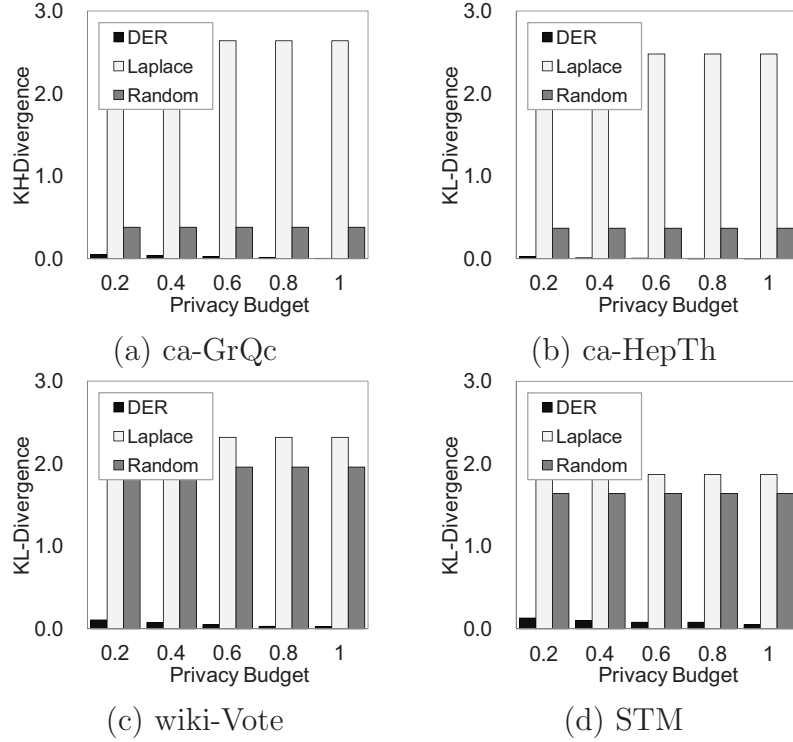 3.0
2.0
1.0
0.0
KH-Divergence
DER
Laplace
Random
0.2 0.4 0.6 0.8 1
Privacy Budget
(a) ca-GrQc
3.0
2.0
1.0
0.0
KL-Divergence
DER
Laplace
Random
0.2 0.4 0.6 0.8 1
Privacy Budget
(b) ca-HepTh
3.0
2.0
1.0
0.0
KL-Divergence
DER
Laplace
Random
0.2 0.4 0.6 0.8 1
Privacy Budget
(c) wiki-Vote
3.0
2.0
1.0
0.0
KL-Divergence
DER
Laplace
Random
0.2 0.4 0.6 0.8 1
Privacy Budget
(d) STM